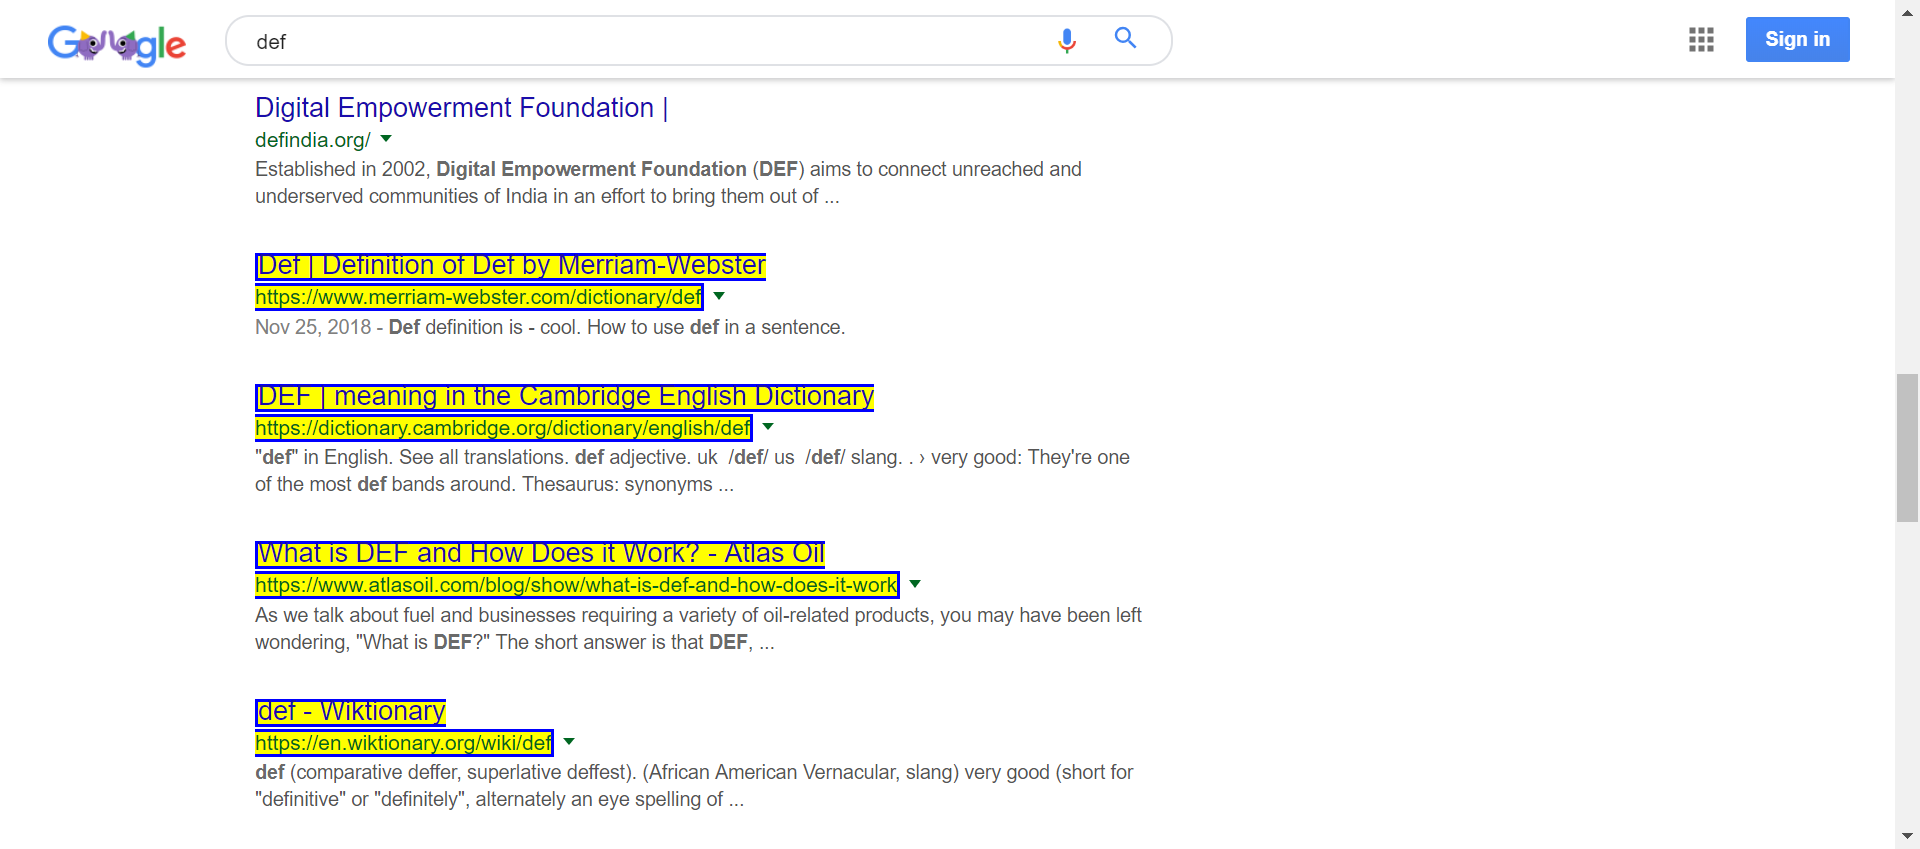 Google
def
Sign in
Digital Empowerment Foundation |
defindia.org/
Established in 2002, Digital Empowerment Foundation (DEF) aims to connect unreached and
underserved communities of India in an effort to bring them out of ...
Def | Definition of Def by Merriam-Webster
https://www.merriam-webster.com/dictionary/def
Nov 25, 2018 - Def definition is - cool. How to use def in a sentence.
DEF | meaning in the Cambridge English Dictionary
https://dictionary.cambridge.org/dictionary/english/def
"def" in English. See all translations. def adjective. uk /def/ us /def/ slang. . › very good: They're one
of the most def bands around. Thesaurus: synonyms ...
What is DEF and How Does it Work? - Atlas Oil
https://www.atlasoil.com/blog/show/what-is-def-and-how-does-it-work
As we talk about fuel and businesses requiring a variety of oil-related products, you may have been left
wondering, "What is DEF?" The short answer is that DEF, ...
def - Wiktionary
https://en.wiktionary.org/wiki/def
def (comparative deffer, superlative deffest). (African American Vernacular, slang) very good (short for
"definitive" or "definitely", alternately an eye spelling of ...